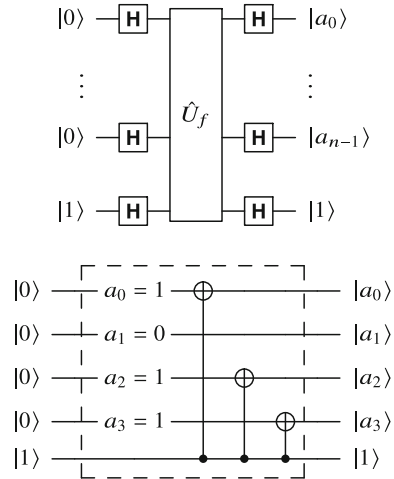 |0⟩ H H |a₀⟩
⋮ ⋮
Û_f
|0⟩ H H |aₙ₋₁⟩
|1⟩ H H |1⟩
|0⟩ a₀ = 1 |a₀⟩
|0⟩ a₁ = 0 |a₁⟩
|0⟩ a₂ = 1 |a₂⟩
|0⟩ a₃ = 1 |a₃⟩
|1⟩ |1⟩